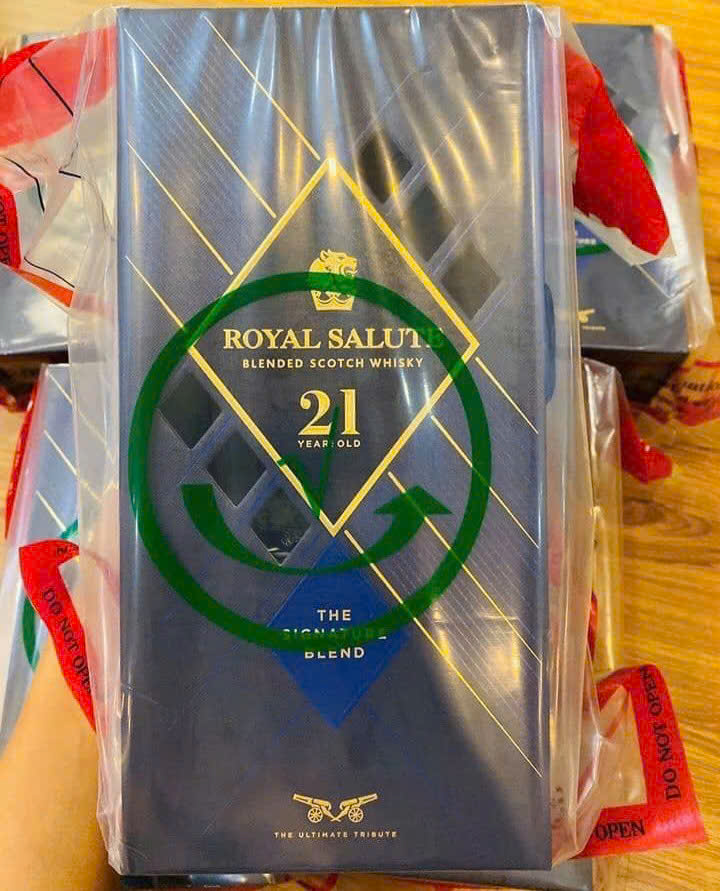 ROYAL SALUTE
BLENDED SCOTCH WHISKY
21
YEAR OLD
THE
SIGNATURE
BLEND
THE ULTIMATE TRIBUTE
DO NOT OPEN
DO NOT OPEN
OPEN